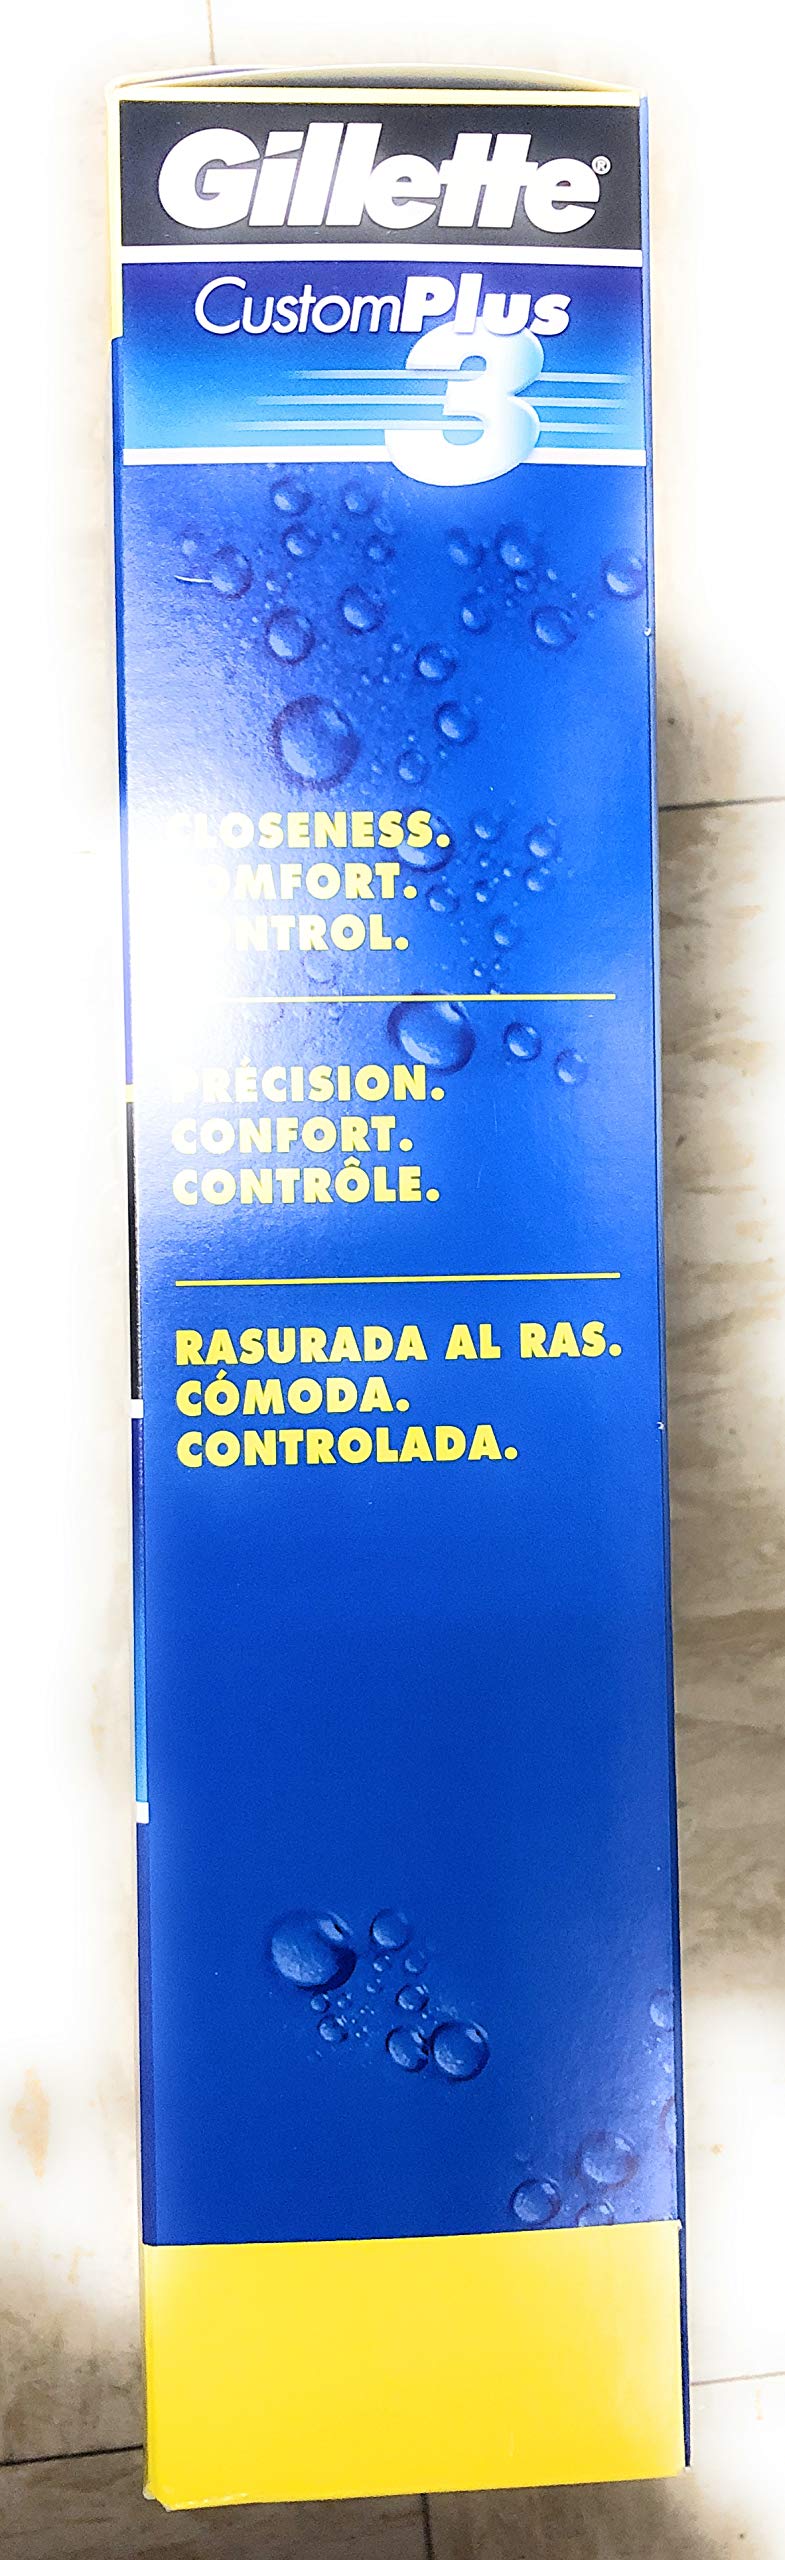 Gillette®
CustomPlus
3
CLOSENESS.
COMFORT.
CONTROL.
PRÉCISION.
CONFORT.
CONTRÔLE.
RASURADA AL RAS.
CÓMODA.
CONTROLADA.